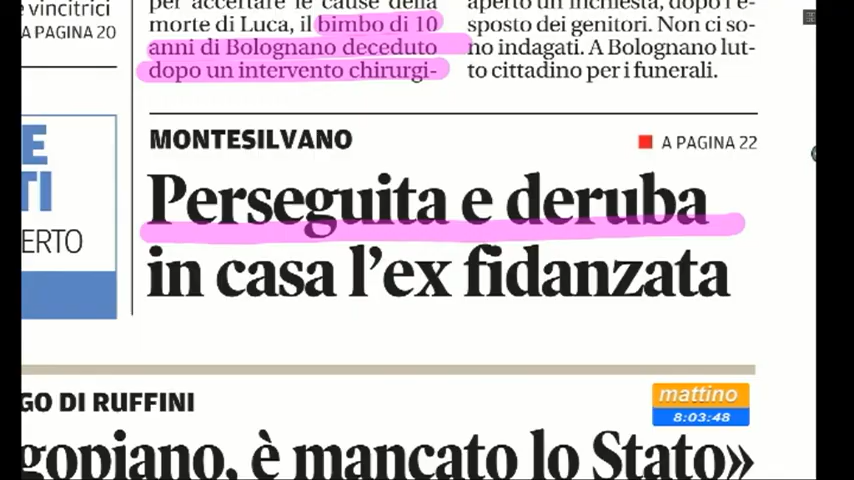 e vincitrici
A PAGINA 20
per accertare le cause della
morte di Luca, il bimbo di 10
anni di Bolognano deceduto
dopo un intervento chirurgi-
aperto un'inchiesta, dopo l'e-
sposto dei genitori. Non ci so-
no indagati. A Bolognano lut-
to cittadino per i funerali.
MONTESILVANO
A PAGINA 22
Perseguita e deruba
in casa l'ex fidanzata
E
TI
ERTO
GO DI RUFFINI
gopiano, è mancato lo Stato»
mattino
8:03:48